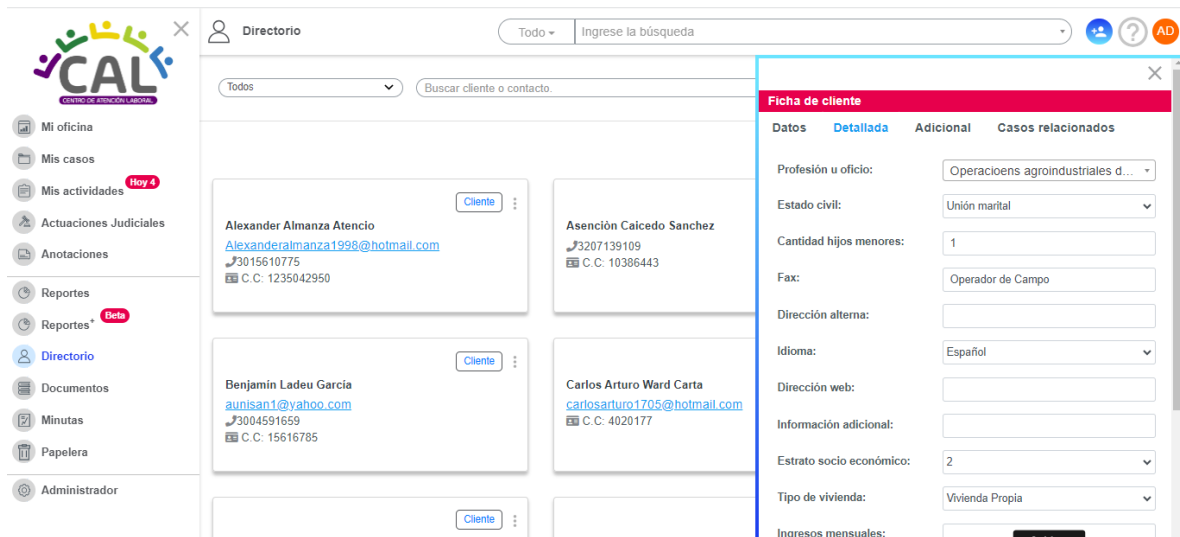 CAL
CENTRO DE ATENCIÓN LABORAL
Mi oficina
Mis casos
Mis actividades Hoy 4
Actuaciones Judiciales
Anotaciones
Reportes
Reportes+ Beta
Directorio
Documentos
Minutas
Papelera
Administrador
Directorio
Todo
Ingrese la búsqueda
?
AD
Todos
Buscar cliente o contacto.
Cliente
Alexander Almanza Atencio
Alexanderalmanza1998@hotmail.com
3015610775
C.C: 1235042950
Asenciòn Caicedo Sanchez
3207139109
C.C: 10386443
Cliente
Benjamín Ladeu García
aunisan1@yahoo.com
3004591659
C.C: 15616785
Carlos Arturo Ward Carta
carlosarturo1705@hotmail.com
C.C: 4020177
Cliente
Ficha de cliente
Datos Detallada Adicional Casos relacionados
Profesión u oficio: Operacioens agroindustriales d...
Estado civil: Unión marital
Cantidad hijos menores: 1
Fax: Operador de Campo
Dirección alterna:
Idioma: Español
Dirección web:
Información adicional:
Estrato socio económico: 2
Tipo de vivienda: Vivienda Propia
Ingresos mensuales: